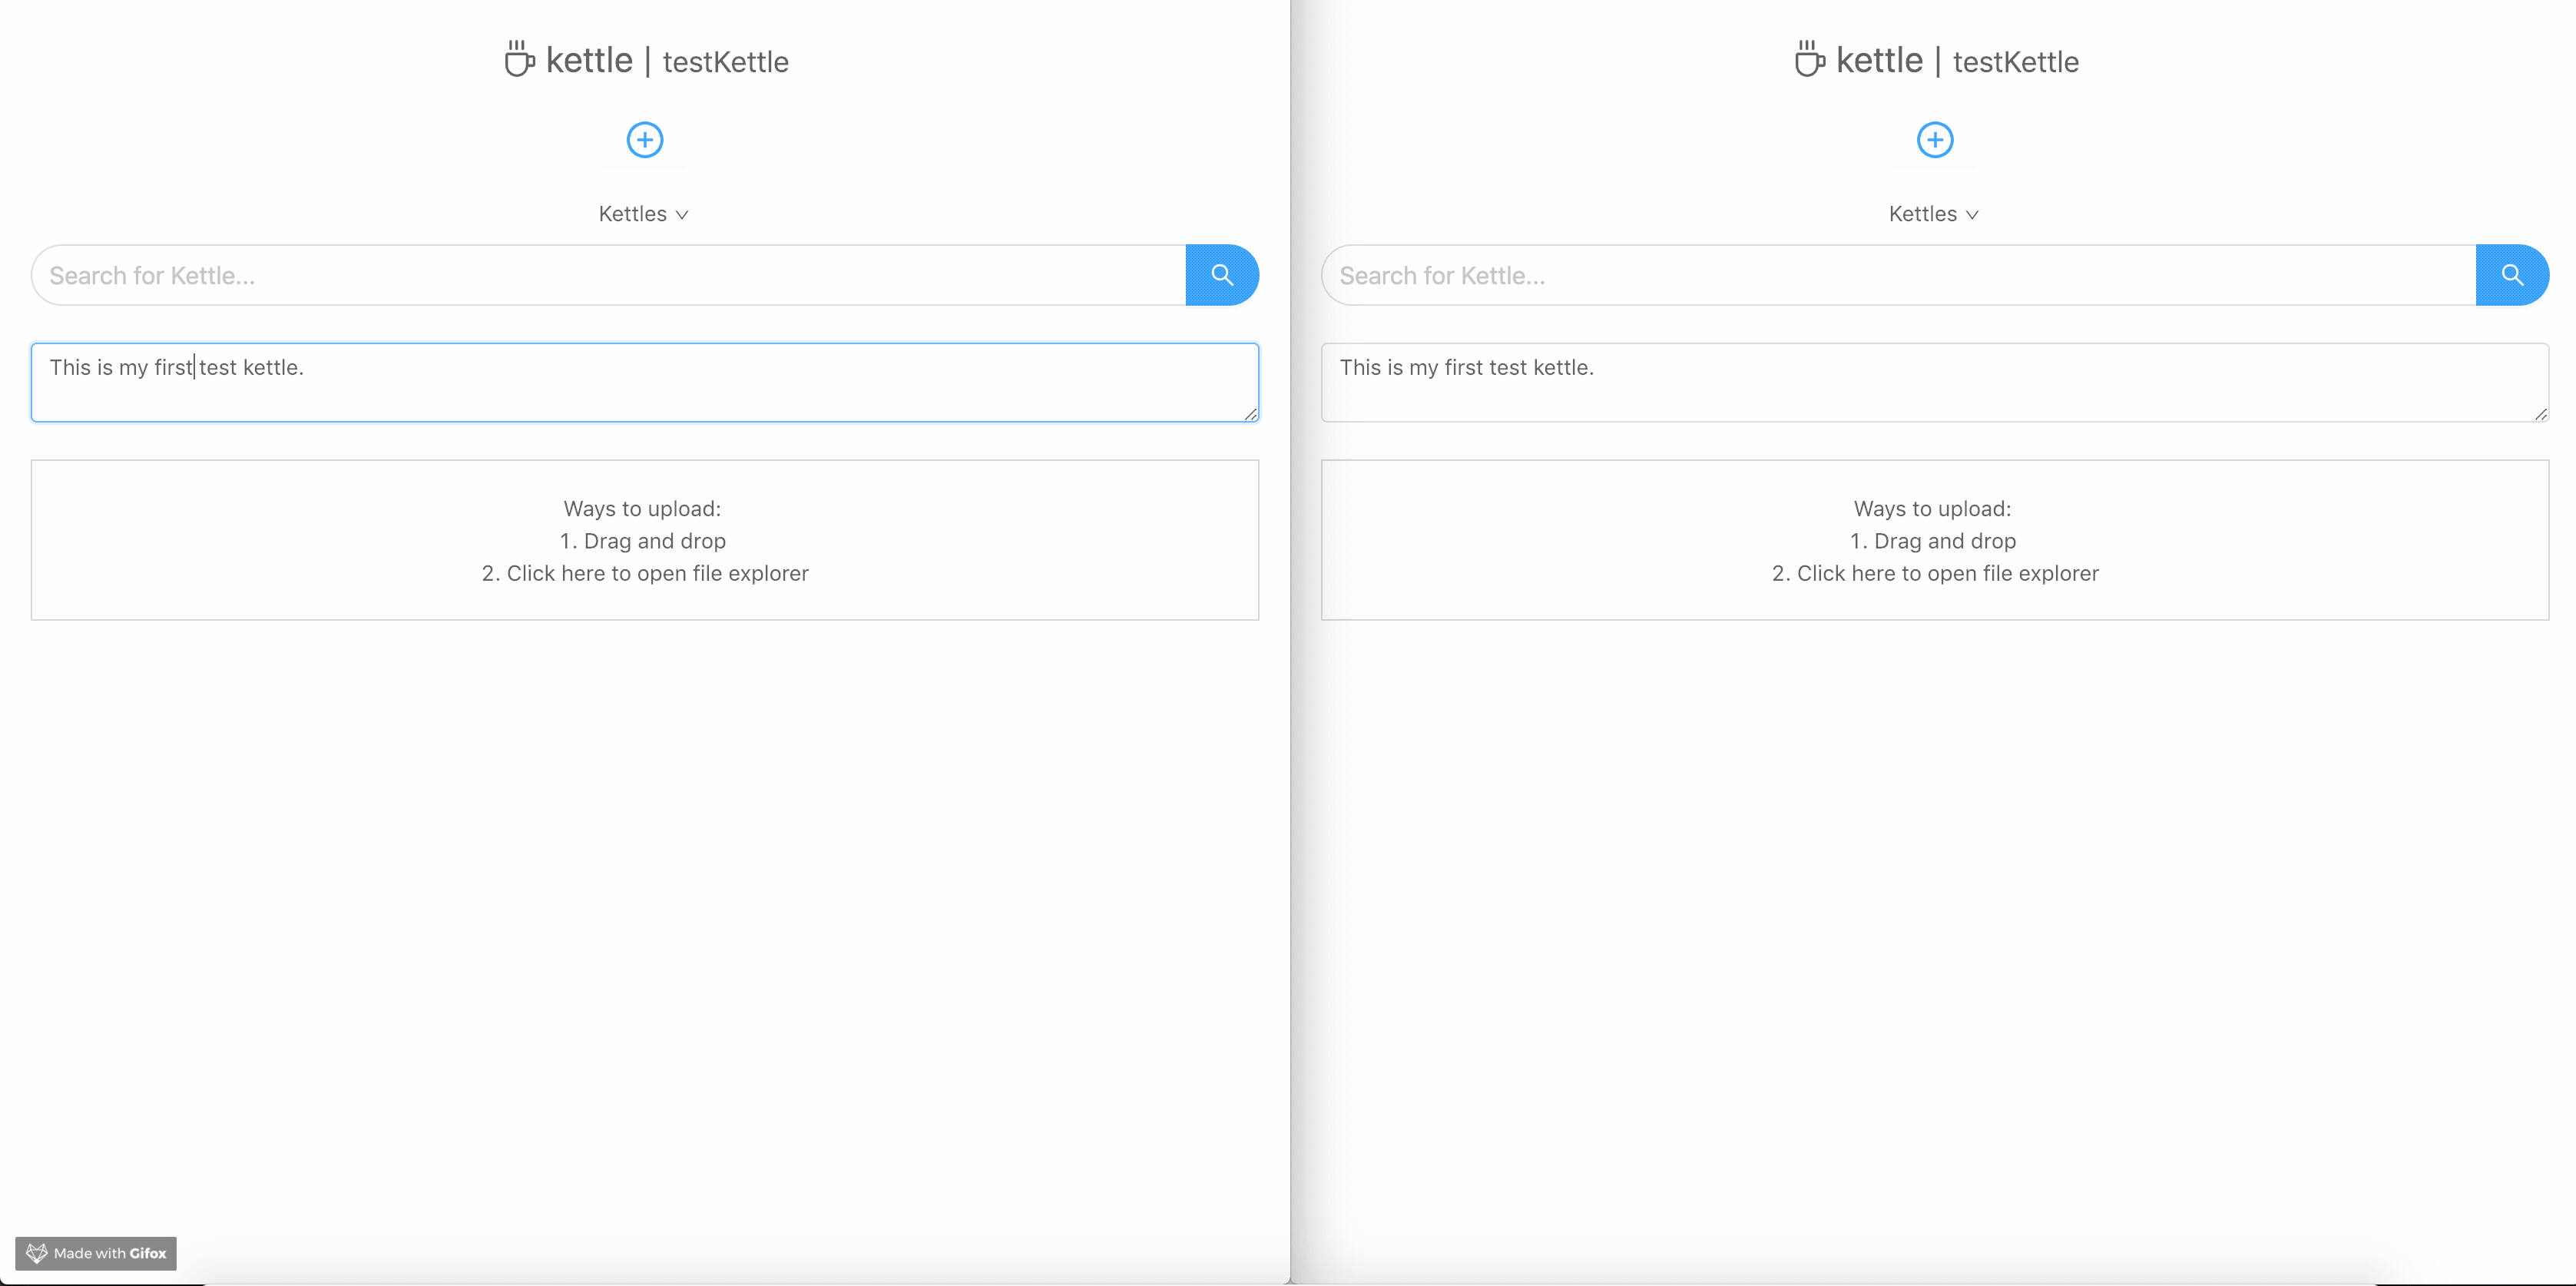 kettle | testKettle
Kettles
Search for Kettle...
This is my first test kettle.
Ways to upload:
1. Drag and drop
2. Click here to open file explorer
Made with Gifox
kettle | testKettle
Kettles
Search for Kettle...
This is my first test kettle.
Ways to upload:
1. Drag and drop
2. Click here to open file explorer